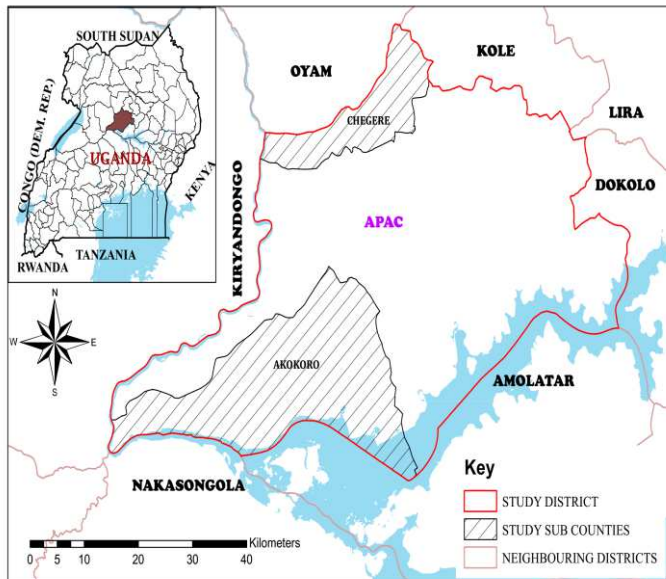 SOUTH SUDAN
CONGO (DEM. REP.)
UGANDA
KENYA
RWANDA
TANZANIA
N
W
E
S
OYAM
KOLE
LIRA
CHEGERE
DOKOLO
KIRYANDONGO
APAC
AKOKORO
AMOLATAR
NAKASONGOLA
Kilometers
0 5 10 20 30 40
Key
STUDY DISTRICT
STUDY SUB COUNTIES
NEIGHBOURING DISTRICTS